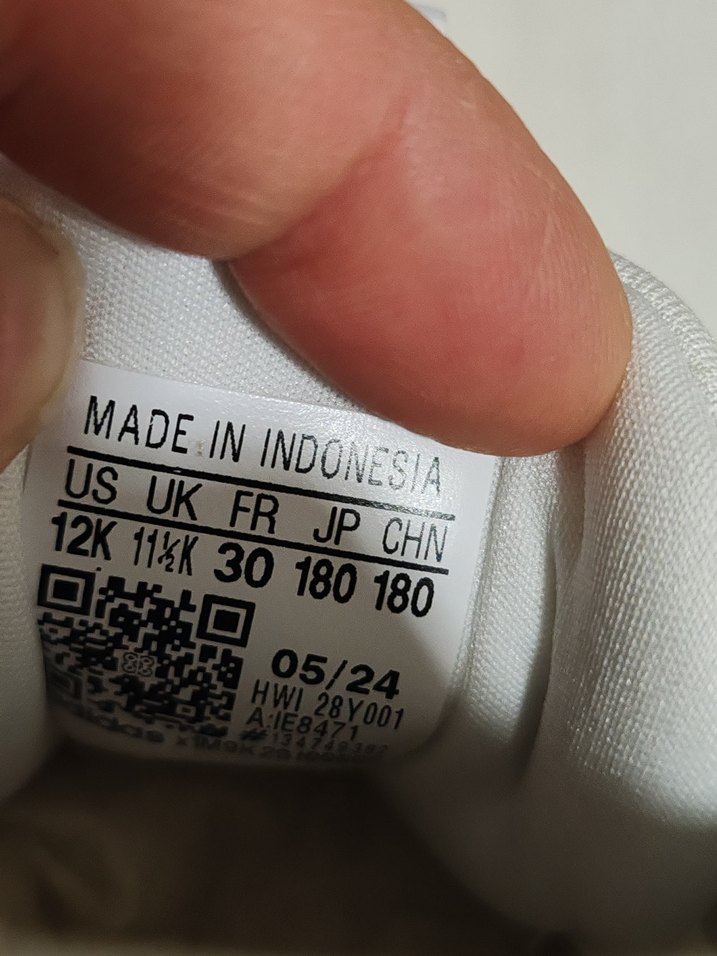 MADE IN INDONESIA
US UK FR JP CHN
12K 11½K 30 180 180
05/24
HWI 28Y001
A:IE8471
adidas